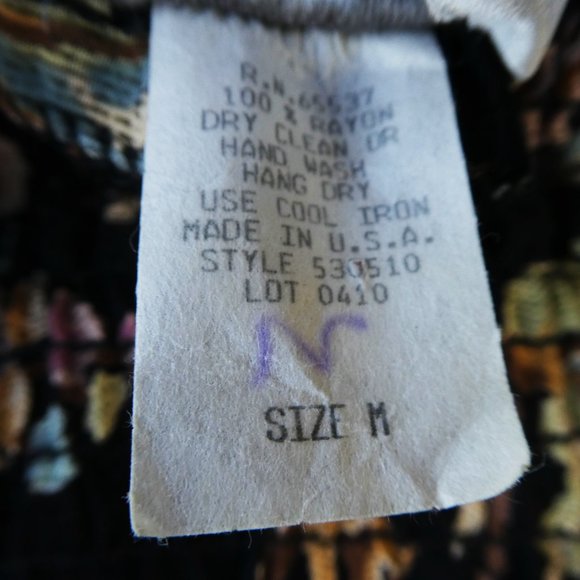 R.N.65537
100 % RAYON
DRY CLEAN OR
HAND WASH
HANG DRY
USE COOL IRON
MADE IN U.S.A.
STYLE 530510
LOT 0410
SIZE M